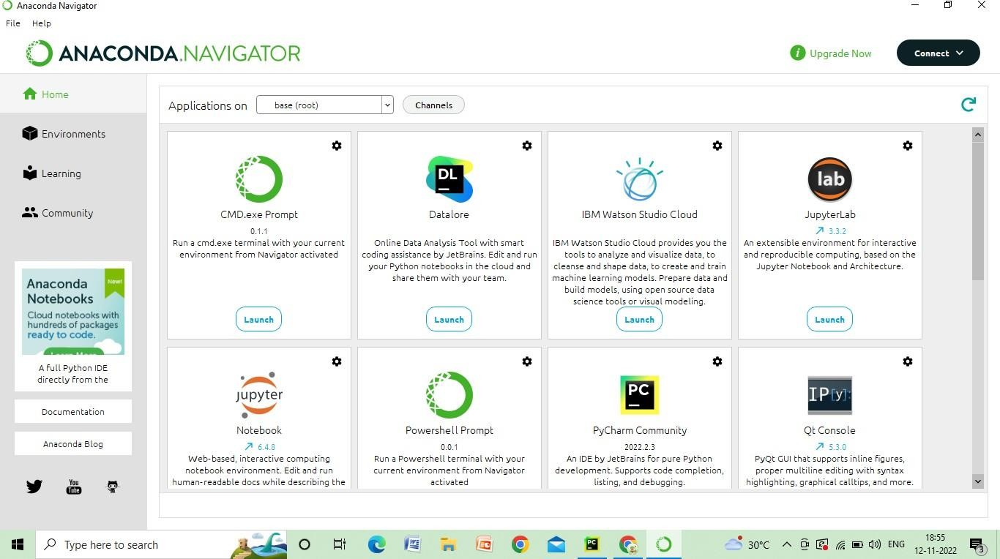 Anaconda Navigator
File Help
ANACONDA.NAVIGATOR
i Upgrade Now
Connect
Home
Environments
Learning
Community
New!
Anaconda
Notebooks
Cloud notebooks with
hundreds of packages
ready to code.
A full Python IDE
directly from the
Documentation
Anaconda Blog
You
Tube
Applications on base (root) Channels
CMD.exe Prompt
0.1.1
Run a cmd.exe terminal with your current
environment from Navigator activated
Launch
DL
Datalore
Online Data Analysis Tool with smart
coding assistance by JetBrains. Edit and run
your Python notebooks in the cloud and
share them with your team.
Launch
IBM Watson Studio Cloud
IBM Watson Studio Cloud provides you the
tools to analyze and visualize data, to
cleanse and shape data, to create and train
machine learning models. Prepare data and
build models, using open source data
science tools or visual modeling.
Launch
lab
JupyterLab
3.3.2
An extensible environment for interactive
and reproducible computing, based on the
Jupyter Notebook and Architecture.
Launch
jupyter
Notebook
6.4.8
Web-based, interactive computing
notebook environment. Edit and run
human-readable docs while describing the
Powershell Prompt
0.0.1
Run a Powershell terminal with your
current environment from Navigator
activated
PC
PyCharm Community
2022.2.3
An IDE by JetBrains for pure Python
development. Supports code completion,
listing, and debugging.
IP[y]:
Qt Console
5.3.0
PyQt GUI that supports inline figures,
proper multiline editing with syntax
highlighting, graphical calltips, and more.
Type here to search
PC
30°C
ENG
18:55
12-11-2022
3